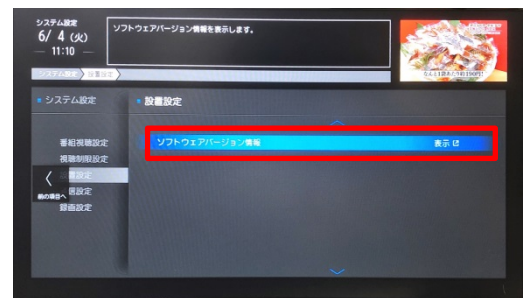 システム設定
6/ 4 (火)
11:10
ソフトウェアバージョン情報を表示します。
システム設定 設置設定
システム設定
設置設定
番組視聴設定
視聴制限設定
設置設定
信設定
録画設定
前の項目へ
ソフトウェアバージョン情報
表示